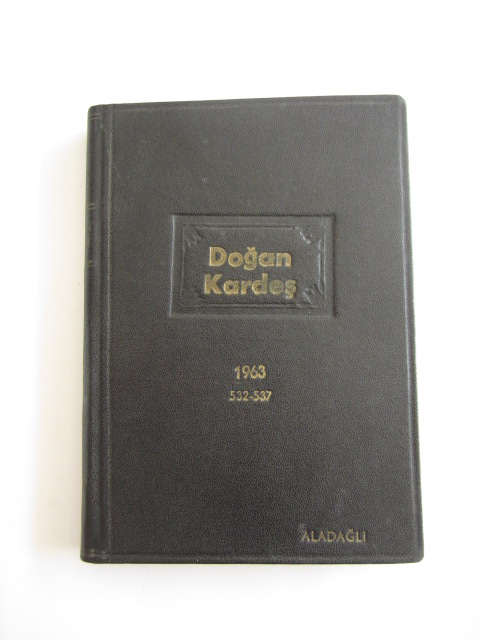 Doğan
Kardeş
1963
532-537
ALADAĞLI